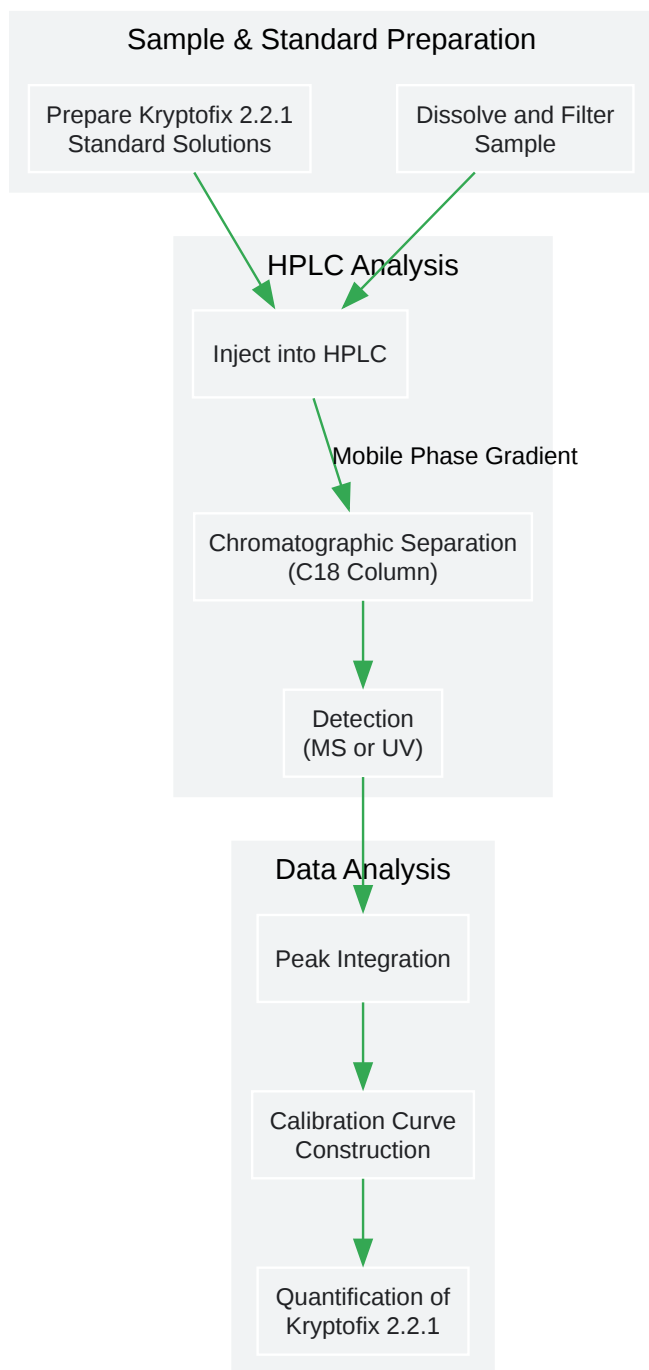 Sample & Standard Preparation
Prepare Kryptofix 2.2.1
Standard Solutions
Dissolve and Filter
Sample
HPLC Analysis
Inject into HPLC
Mobile Phase Gradient
Chromatographic Separation
(C18 Column)
Detection
(MS or UV)
Data Analysis
Peak Integration
Calibration Curve
Construction
Quantification of
Kryptofix 2.2.1